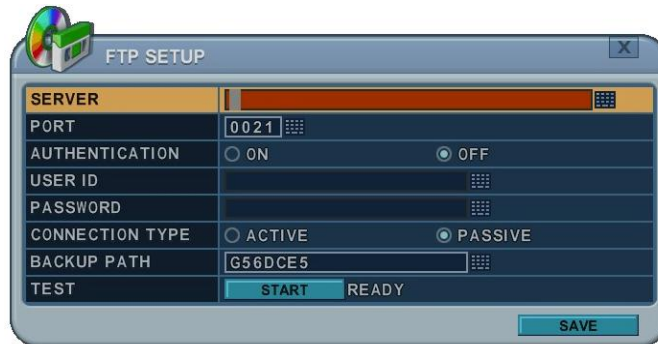 FTP SETUP
X
SERVER
PORT 0021
AUTHENTICATION ON OFF
USER ID
PASSWORD
CONNECTION TYPE ACTIVE PASSIVE
BACKUP PATH G56DCE5
TEST START READY
SAVE